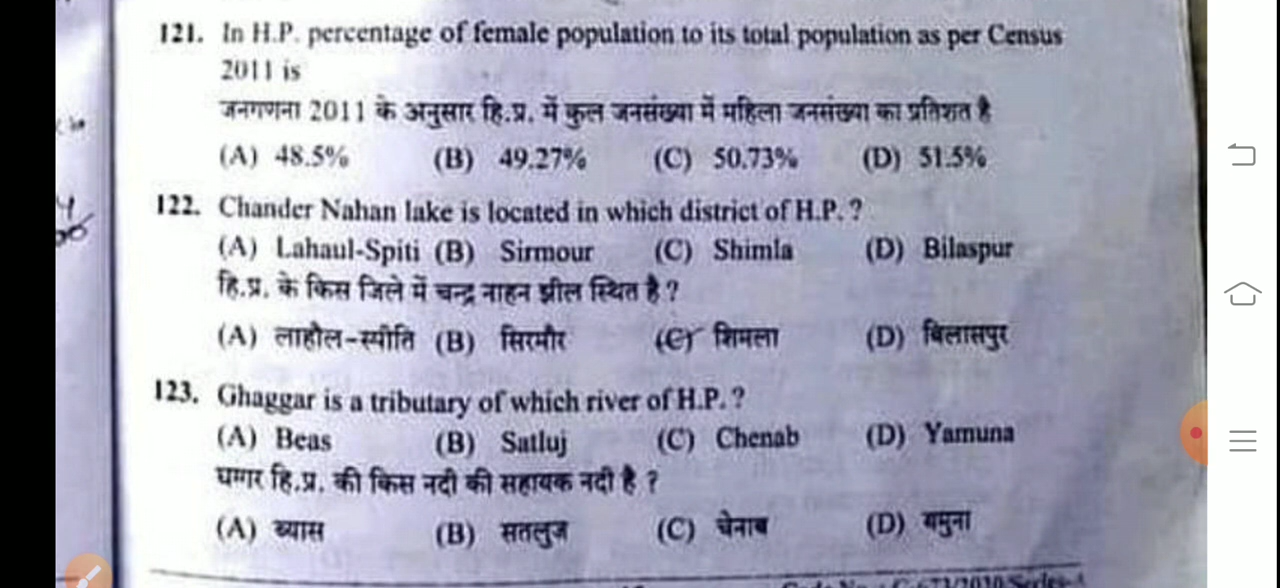 121. In H.P. percentage of female population to its total population as per Census
2011 is
जनगणना 2011 के अनुसार हि.प्र. में कुल जनसंख्या में महिला जनसंख्या का प्रतिशत है
(A) 48.5% (B) 49.27% (C) 50.73% (D) 51.5%
122. Chander Nahan lake is located in which district of H.P. ?
(A) Lahaul-Spiti (B) Sirmour (C) Shimla (D) Bilaspur
हि.प्र. के किस जिले में चन्द्र नाहन झील स्थित है ?
(A) लाहौल-स्पीति (B) सिरमौर (C) शिमला (D) बिलासपुर
123. Ghaggar is a tributary of which river of H.P. ?
(A) Beas (B) Satluj (C) Chenab (D) Yamuna
घग्गर हि.प्र. की किस नदी की सहायक नदी है ?
(A) ब्यास (B) सतलुज (C) चेनाब (D) यमुना